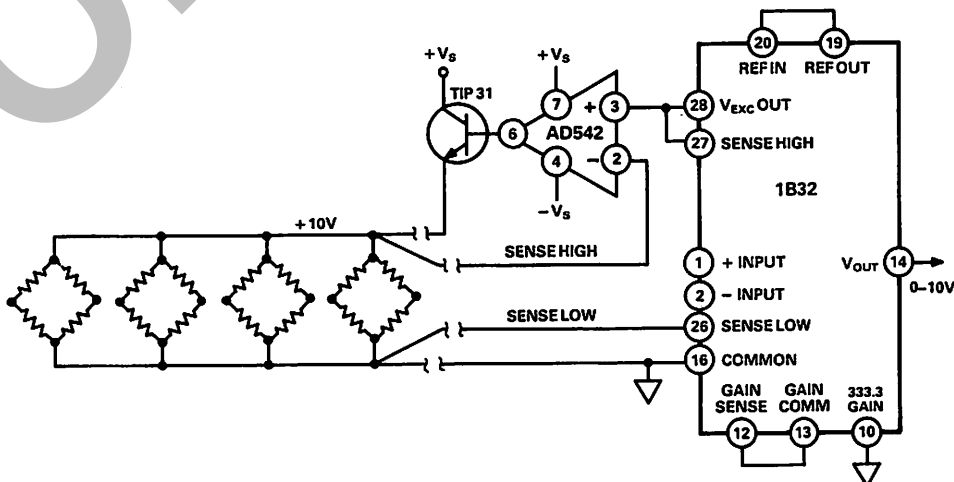 20
19
REF IN
REF OUT
+VS
+VS
TIP 31
7
+
3
28
VEXC OUT
6
AD542
27
SENSE HIGH
4
–
2
1B32
–VS
+10V
SENSE HIGH
1
+ INPUT
VOUT
14
0–10V
2
– INPUT
SENSE LOW
26
SENSE LOW
16
COMMON
GAIN SENSE
GAIN COMM
333.3 GAIN
12
13
10